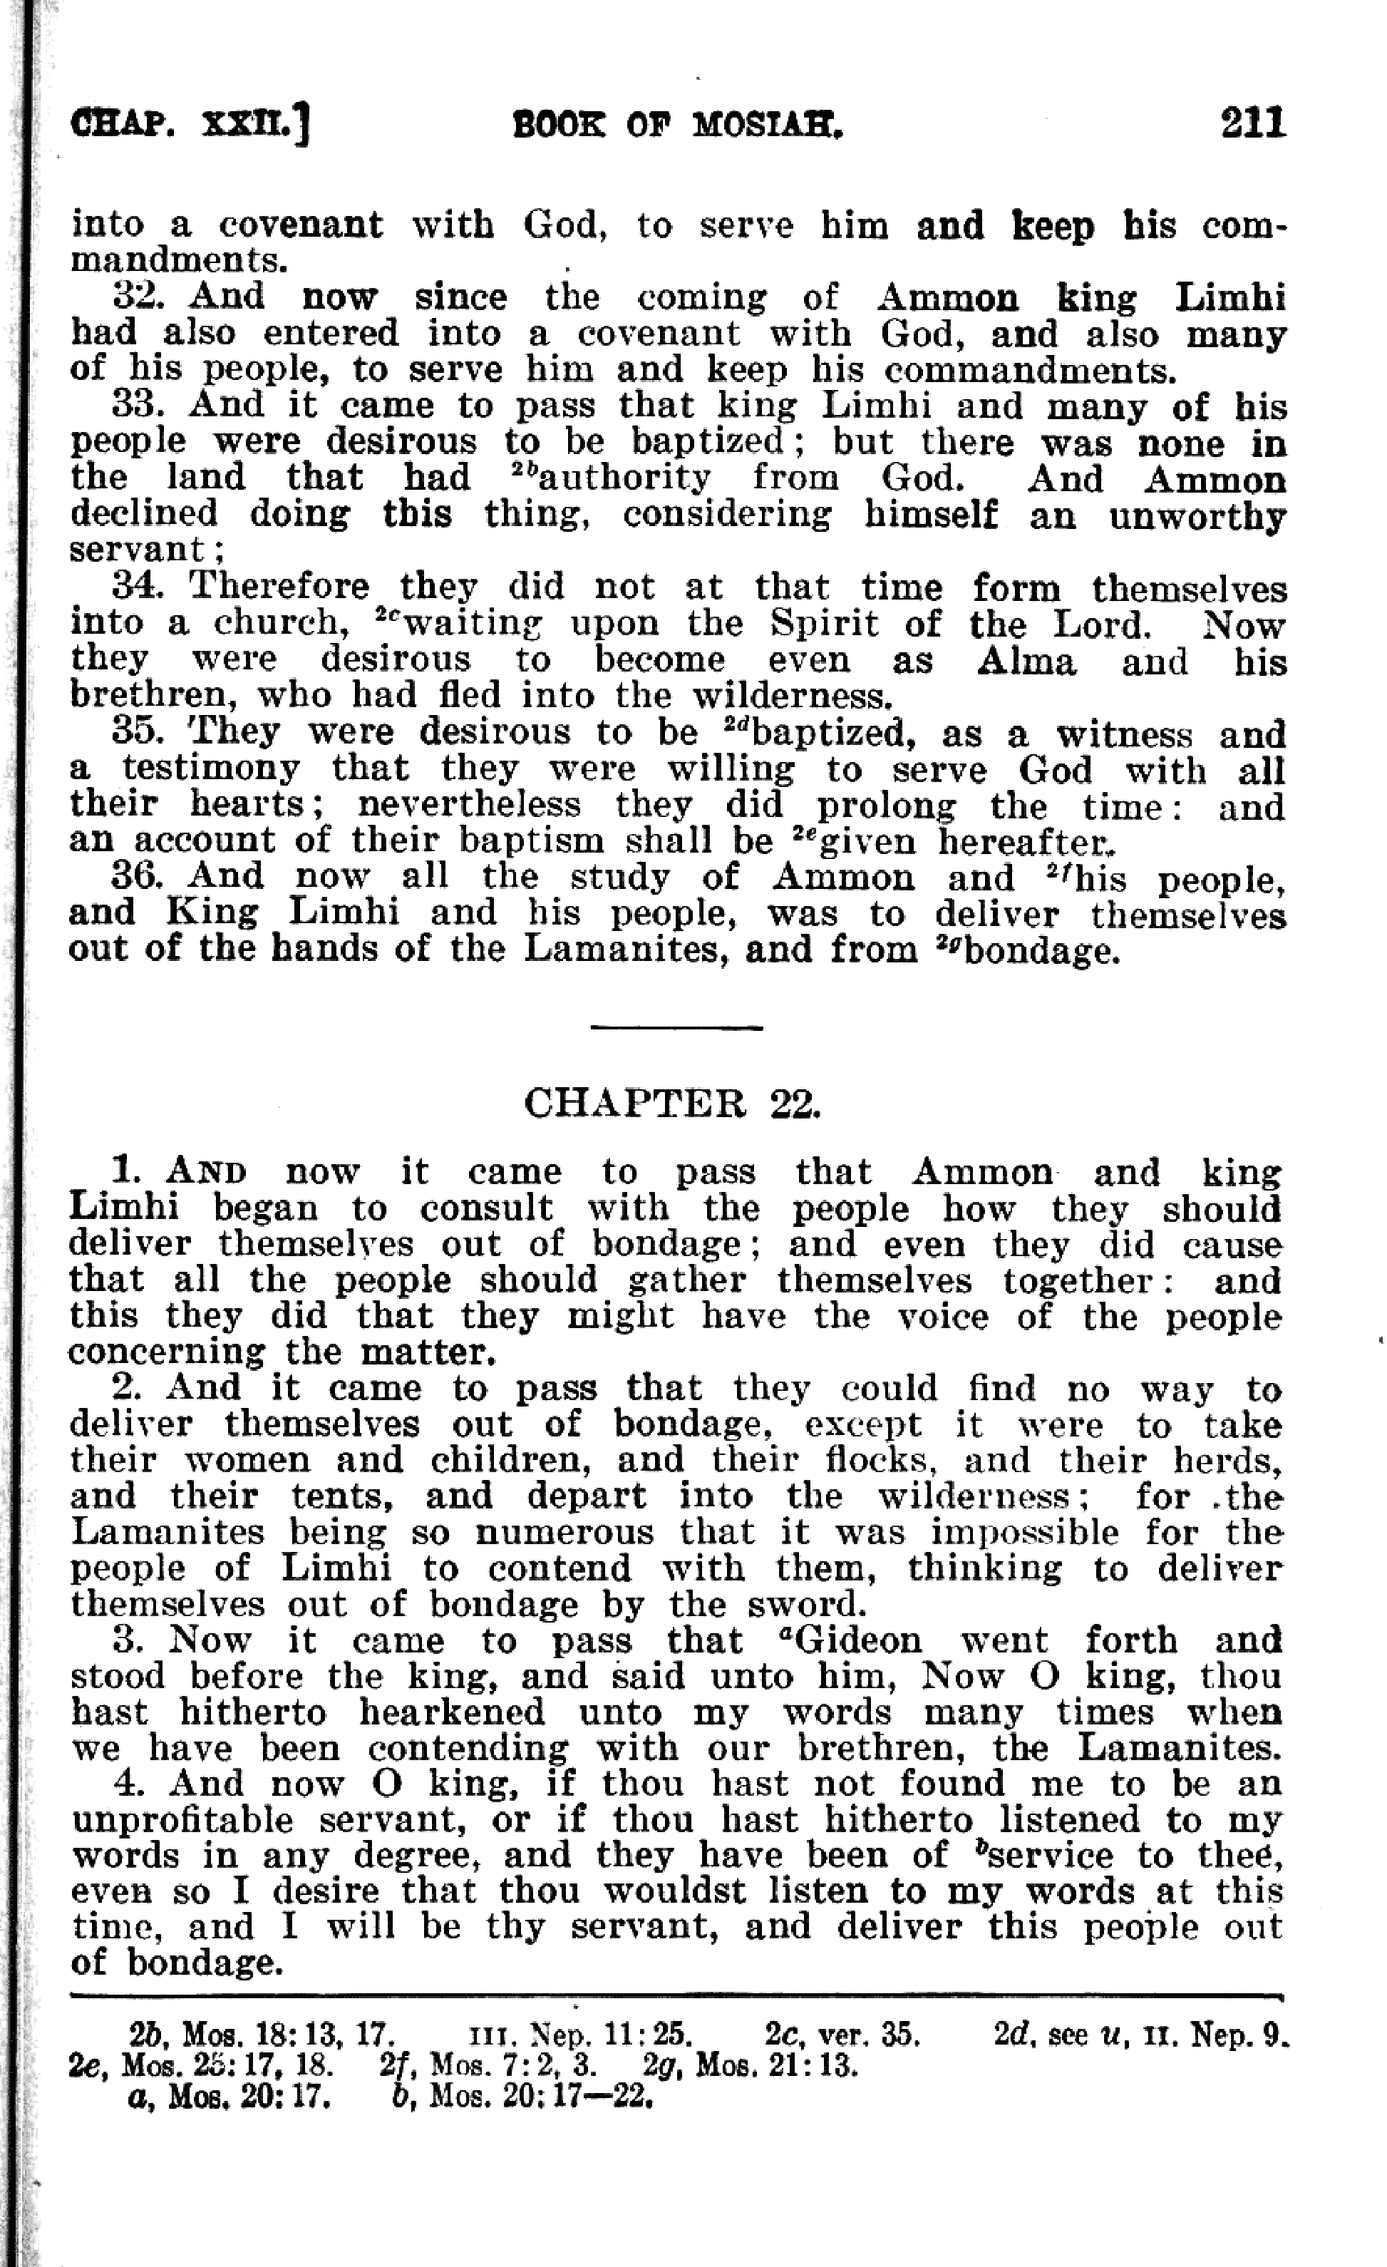 CHAP. XXII.] BOOK OF MOSIAH. 211
into a covenant with God, to serve him and keep his com-
mandments.
32. And now since the coming of Ammon king Limhi
had also entered into a covenant with God, and also many
of his people, to serve him and keep his commandments.
33. And it came to pass that king Limhi and many of his
people were desirous to be baptized; but there was none in
the land that had 2bauthority from God. And Ammon
declined doing this thing, considering himself an unworthy
servant;
34. Therefore they did not at that time form themselves
into a church, 2cwaiting upon the Spirit of the Lord. Now
they were desirous to become even as Alma and his
brethren, who had fled into the wilderness.
35. They were desirous to be 2dbaptized, as a witness and
a testimony that they were willing to serve God with all
their hearts; nevertheless they did prolong the time: and
an account of their baptism shall be 2egiven hereafter.
36. And now all the study of Ammon and 2fhis people,
and King Limhi and his people, was to deliver themselves
out of the hands of the Lamanites, and from 2gbondage.
CHAPTER 22.
1. AND now it came to pass that Ammon and king
Limhi began to consult with the people how they should
deliver themselves out of bondage; and even they did cause
that all the people should gather themselves together: and
this they did that they might have the voice of the people
concerning the matter.
2. And it came to pass that they could find no way to
deliver themselves out of bondage, except it were to take
their women and children, and their flocks, and their herds,
and their tents, and depart into the wilderness; for the
Lamanites being so numerous that it was impossible for the
people of Limhi to contend with them, thinking to deliver
themselves out of bondage by the sword.
3. Now it came to pass that aGideon went forth and
stood before the king, and said unto him, Now O king, thou
hast hitherto hearkened unto my words many times when
we have been contending with our brethren, the Lamanites.
4. And now O king, if thou hast not found me to be an
unprofitable servant, or if thou hast hitherto listened to my
words in any degree, and they have been of bservice to thee,
even so I desire that thou wouldst listen to my words at this
time, and I will be thy servant, and deliver this people out
of bondage.
2b, Mos. 18:13, 17. III. Nep. 11:25. 2c, ver. 35. 2d, see u, II. Nep. 9.
2e, Mos. 25:17, 18. 2f, Mos. 7:2, 3. 2g, Mos. 21:13.
a, Mos. 20:17. b, Mos. 20:17—22.